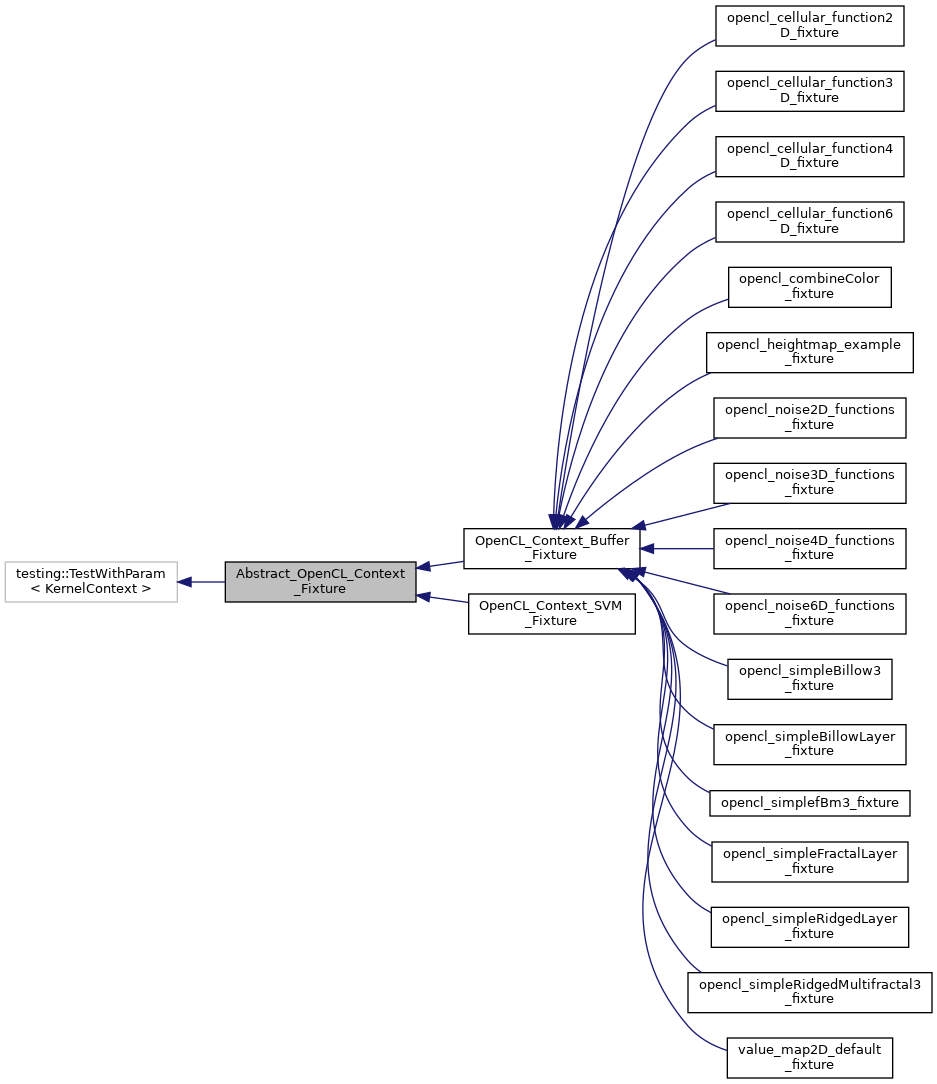 opencl_cellular_function2
D_fixture
opencl_cellular_function3
D_fixture
opencl_cellular_function4
D_fixture
opencl_cellular_function6
D_fixture
opencl_combineColor
_fixture
opencl_heightmap_example
_fixture
opencl_noise2D_functions
_fixture
opencl_noise3D_functions
_fixture
OpenCL_Context_Buffer
_Fixture
opencl_noise4D_functions
_fixture
testing::TestWithParam
< KernelContext >
Abstract_OpenCL_Context
_Fixture
OpenCL_Context_SVM
_Fixture
opencl_noise6D_functions
_fixture
opencl_simpleBillow3
_fixture
opencl_simpleBillowLayer
_fixture
opencl_simplefBm3_fixture
opencl_simpleFractalLayer
_fixture
opencl_simpleRidgedLayer
_fixture
opencl_simpleRidgedMultifractal3
_fixture
value_map2D_default
_fixture